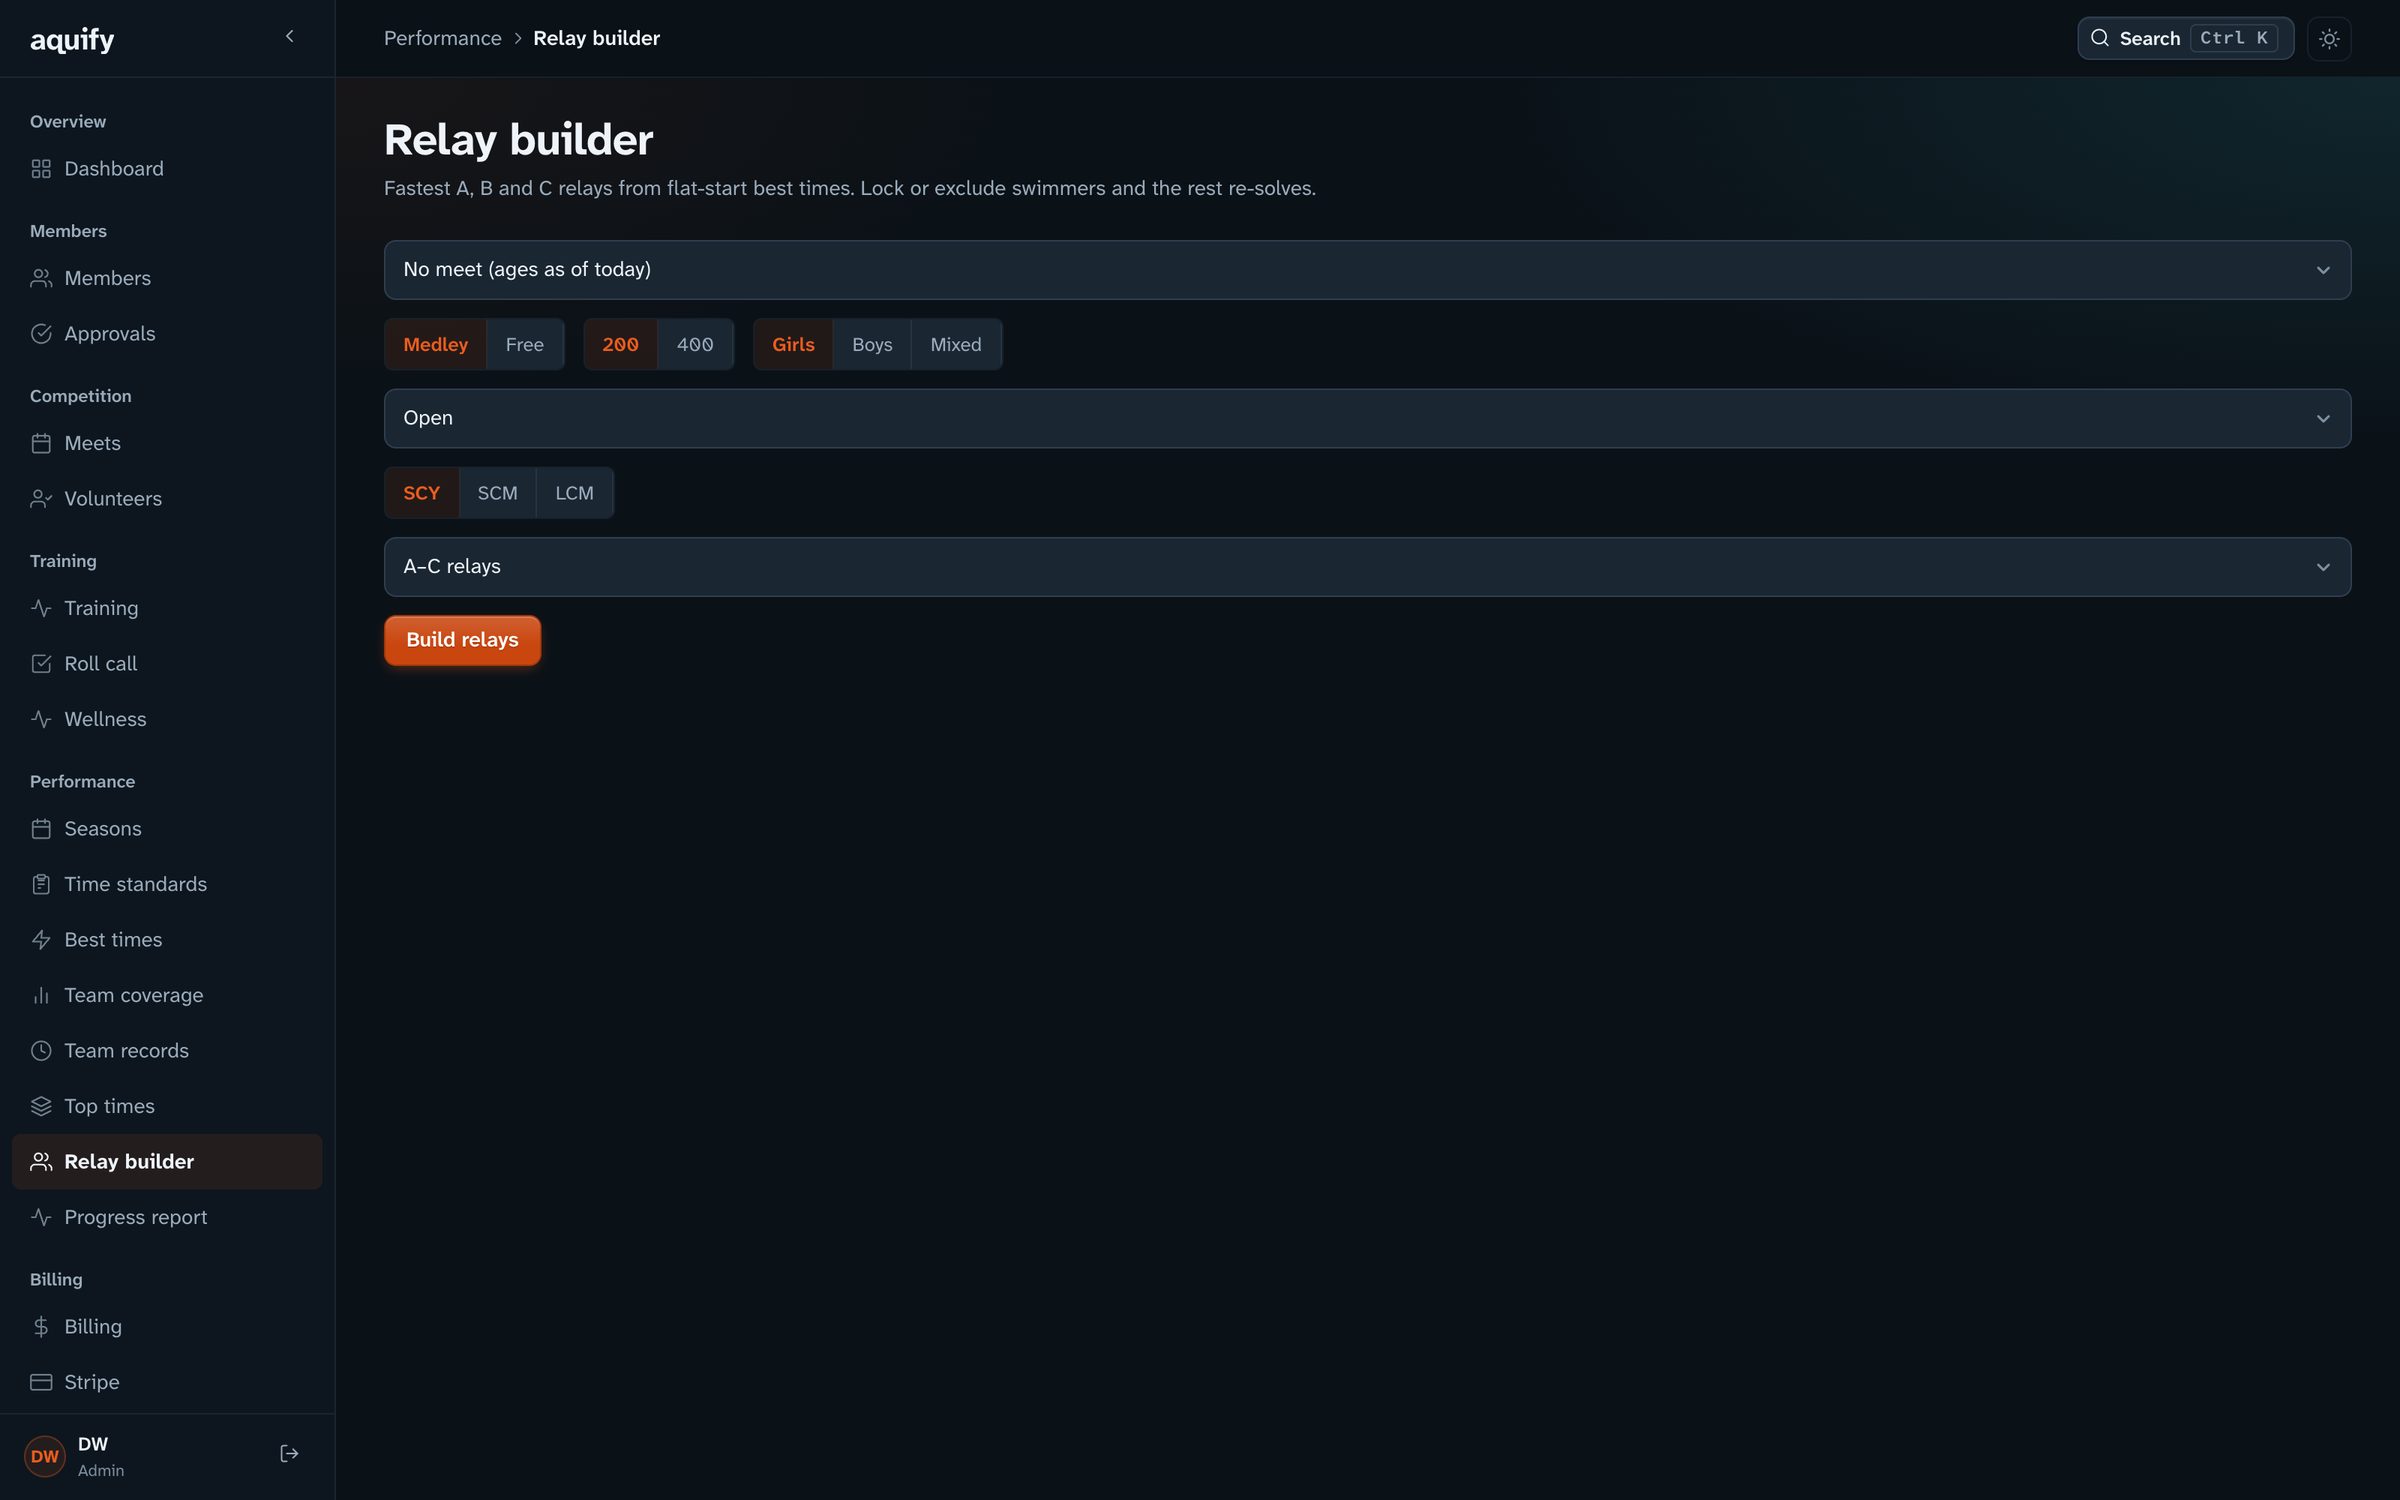 aquify
Performance > Relay builder
Search Ctrl K
Overview
Dashboard
Members
Members
Approvals
Competition
Meets
Volunteers
Training
Training
Roll call
Wellness
Performance
Seasons
Time standards
Best times
Team coverage
Team records
Top times
Relay builder
Progress report
Billing
Billing
Stripe
DW
DW
Admin
Relay builder
Fastest A, B and C relays from flat-start best times. Lock or exclude swimmers and the rest re-solves.
No meet (ages as of today)
Medley Free 200 400 Girls Boys Mixed
Open
SCY SCM LCM
A–C relays
Build relays